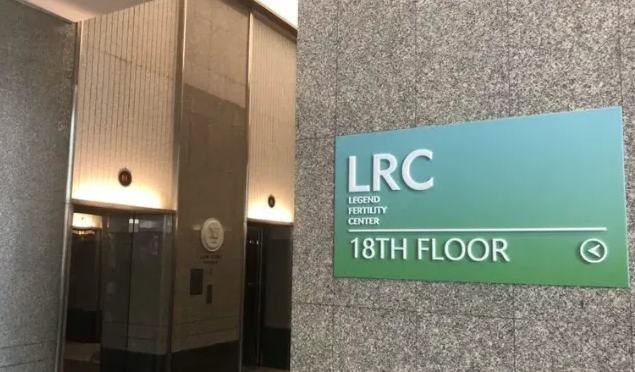 LRC
LEGEND
FERTILITY
CENTER
18TH FLOOR